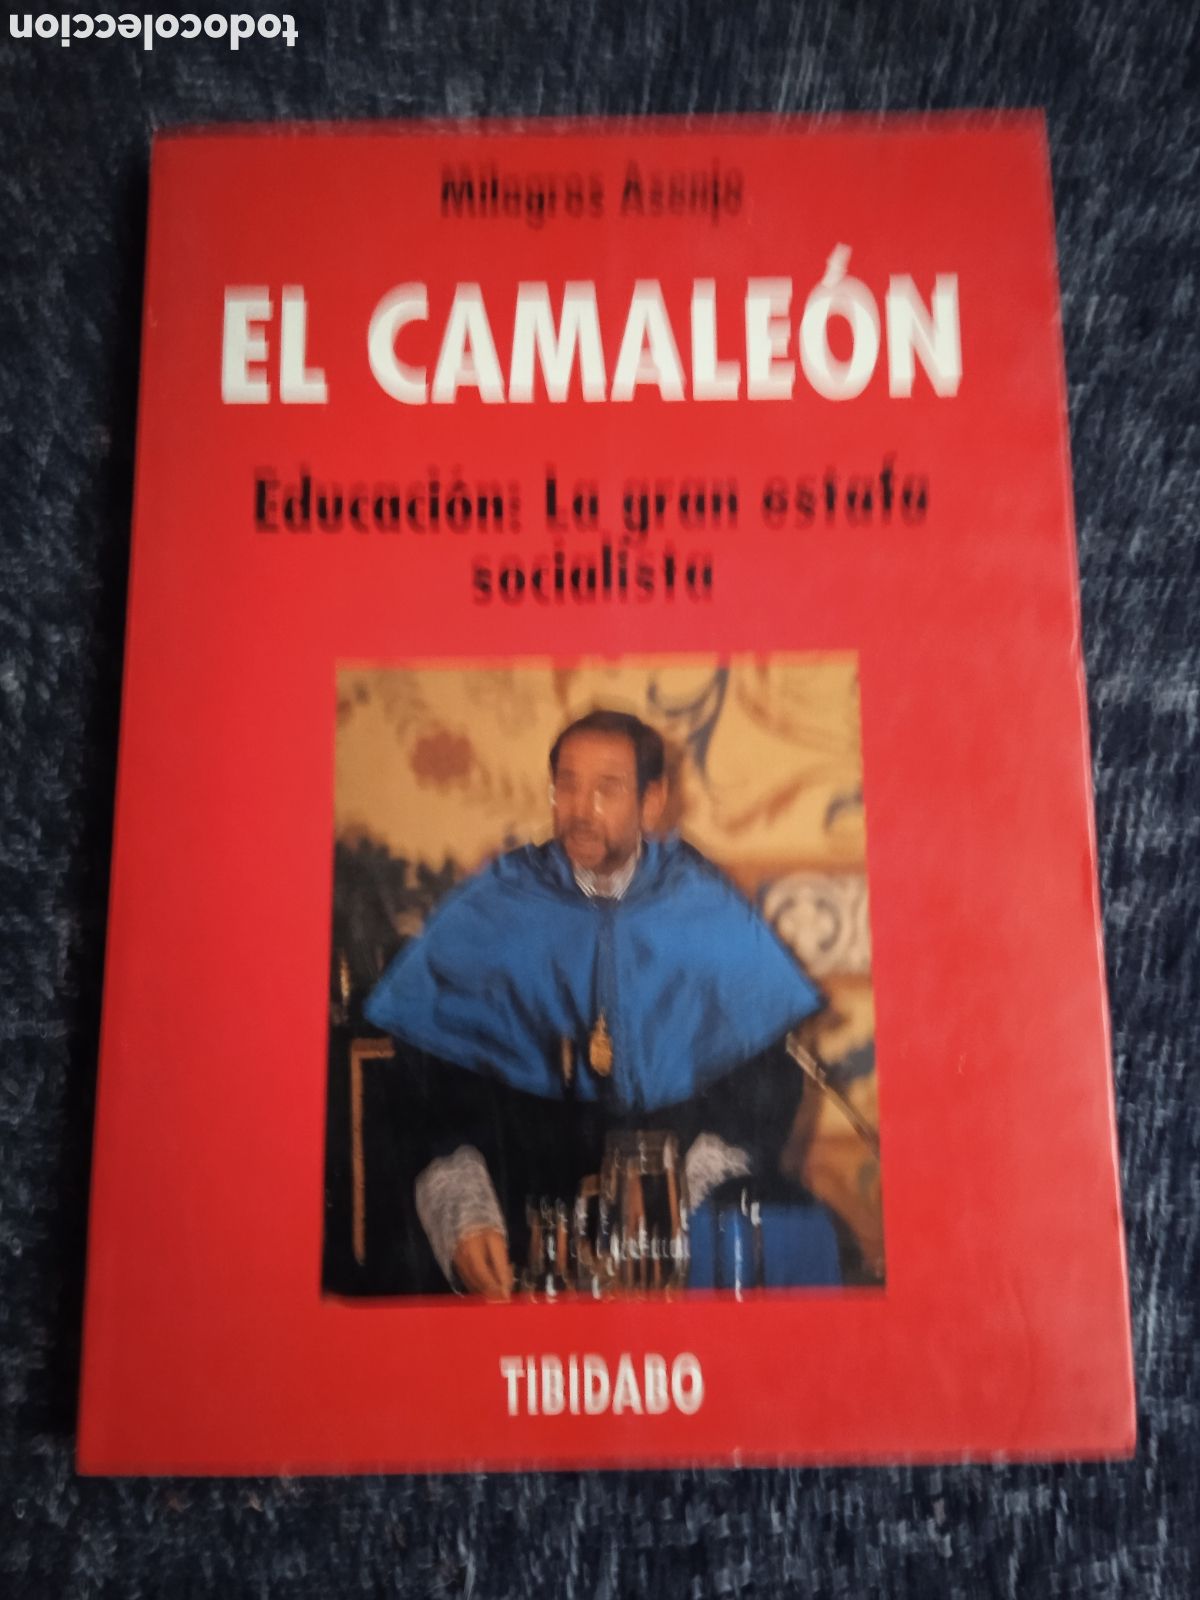 todocoleccion
Milagros Asenjo
EL CAMALEÓN
Educación: La gran estafa
socialista
TIBIDABO